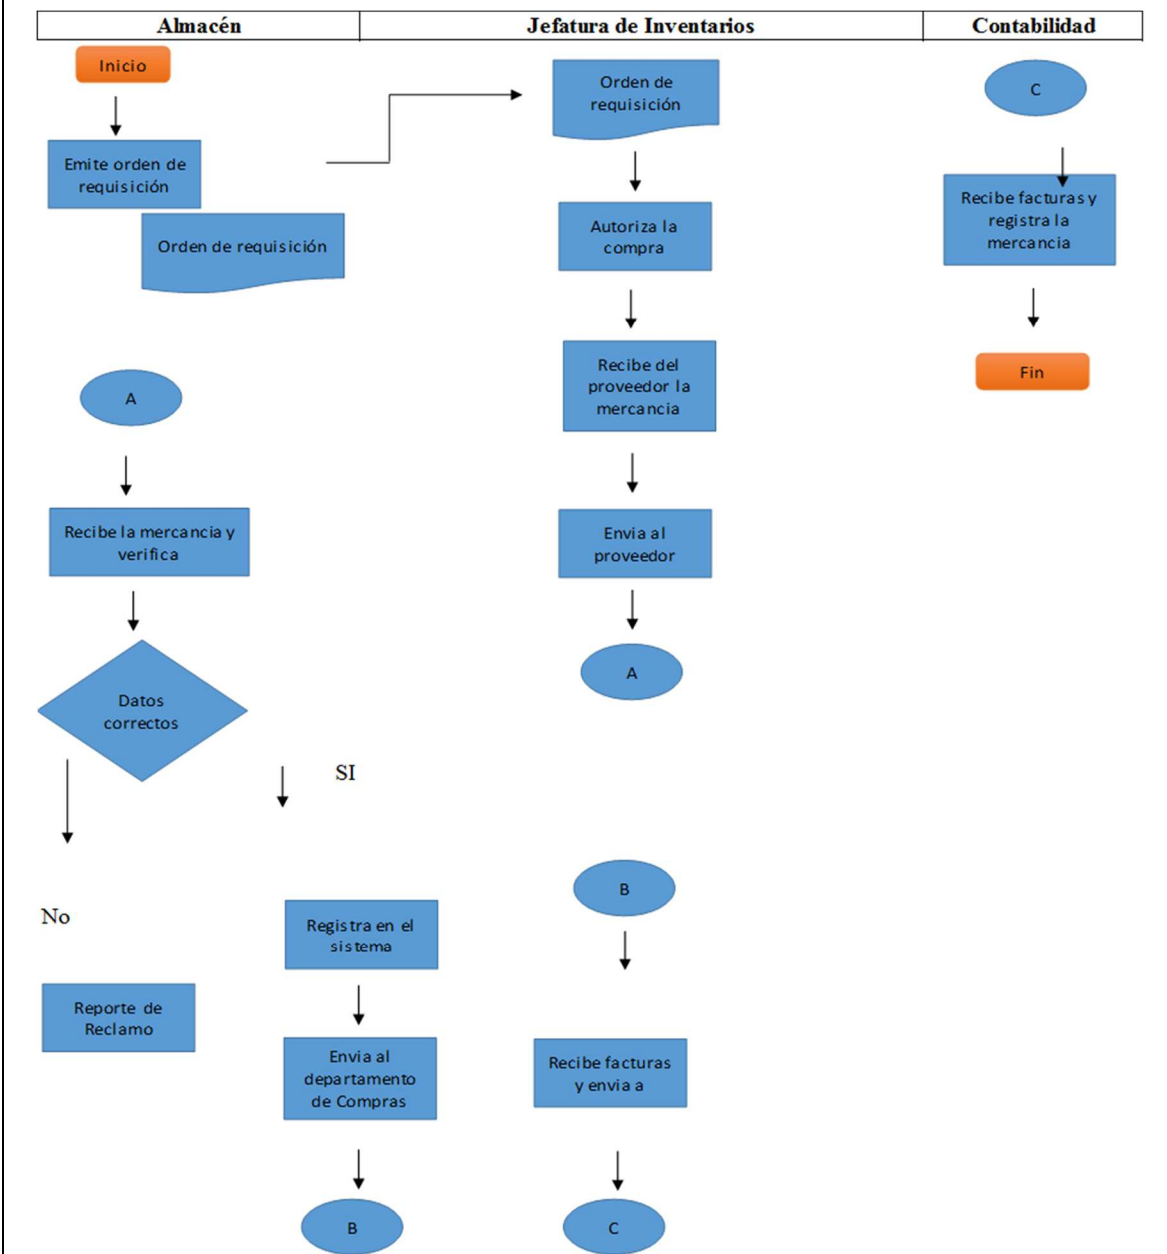 Almacén
Jefatura de Inventarios
Contabilidad
Inicio
Emite orden de
requisición
Orden de requisición
A
Recibe la mercancia y
verifica
Datos
correctos
SI
No
Reporte de
Reclamo
Registra en el
sistema
Envia al
departamento
de Compras
B
Orden de
requisición
Autoriza la
compra
Recibe del
proveedor la
mercancia
Envia al
proveedor
A
B
Recibe facturas
y envia a
C
C
Recibe facturas y
registra la
mercancia
Fin